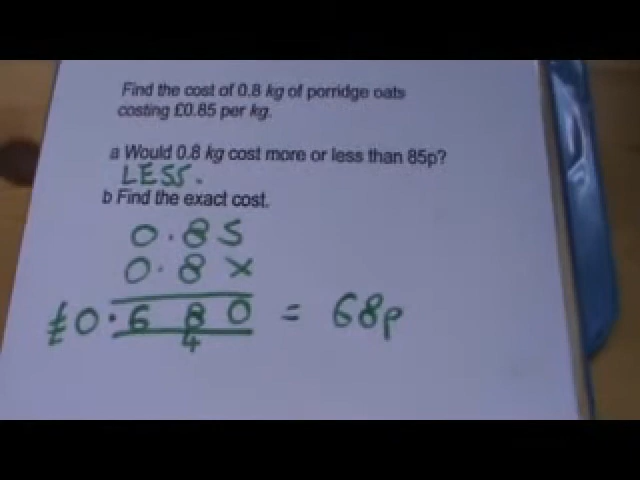 Find the cost of 0.8 kg of porridge oats
costing £0.85 per kg.
a Would 0.8 kg cost more or less than 85p?
LESS.
b Find the exact cost.
0.85
0.8 ×
£0.680 = 68p
4